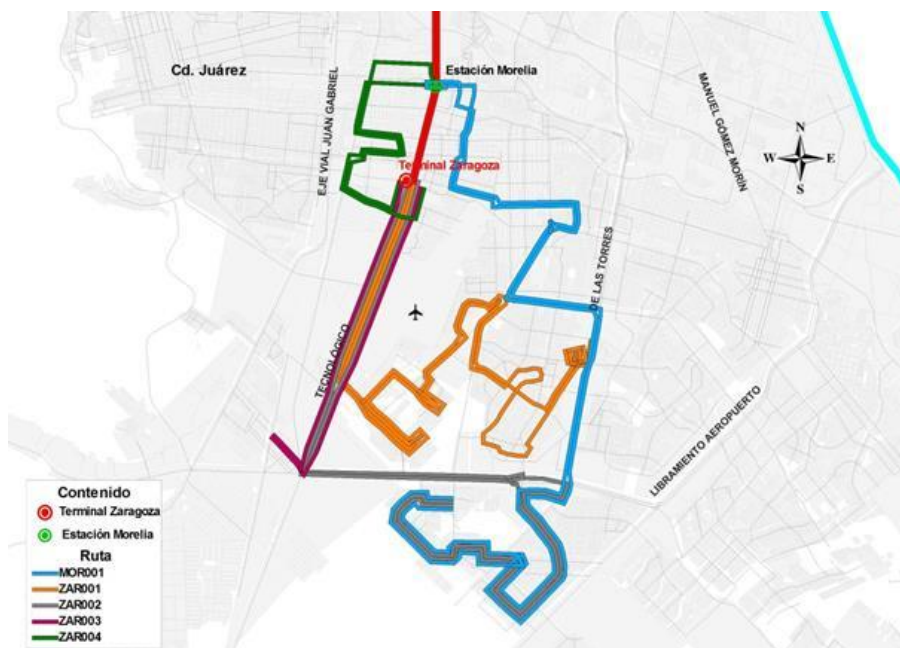 Cd. Juárez
EJE VIAL JUAN GABRIEL
Estación Morelia
MANUEL GÓMEZ MORÍN
N
W E
S
Terminal Zaragoza
DE LAS TORRES
TECNOLÓGICO
LIBRAMIENTO AEROPUERTO
Contenido
Terminal Zaragoza
Estación Morelia
Ruta
MOR001
ZAR001
ZAR002
ZAR003
ZAR004